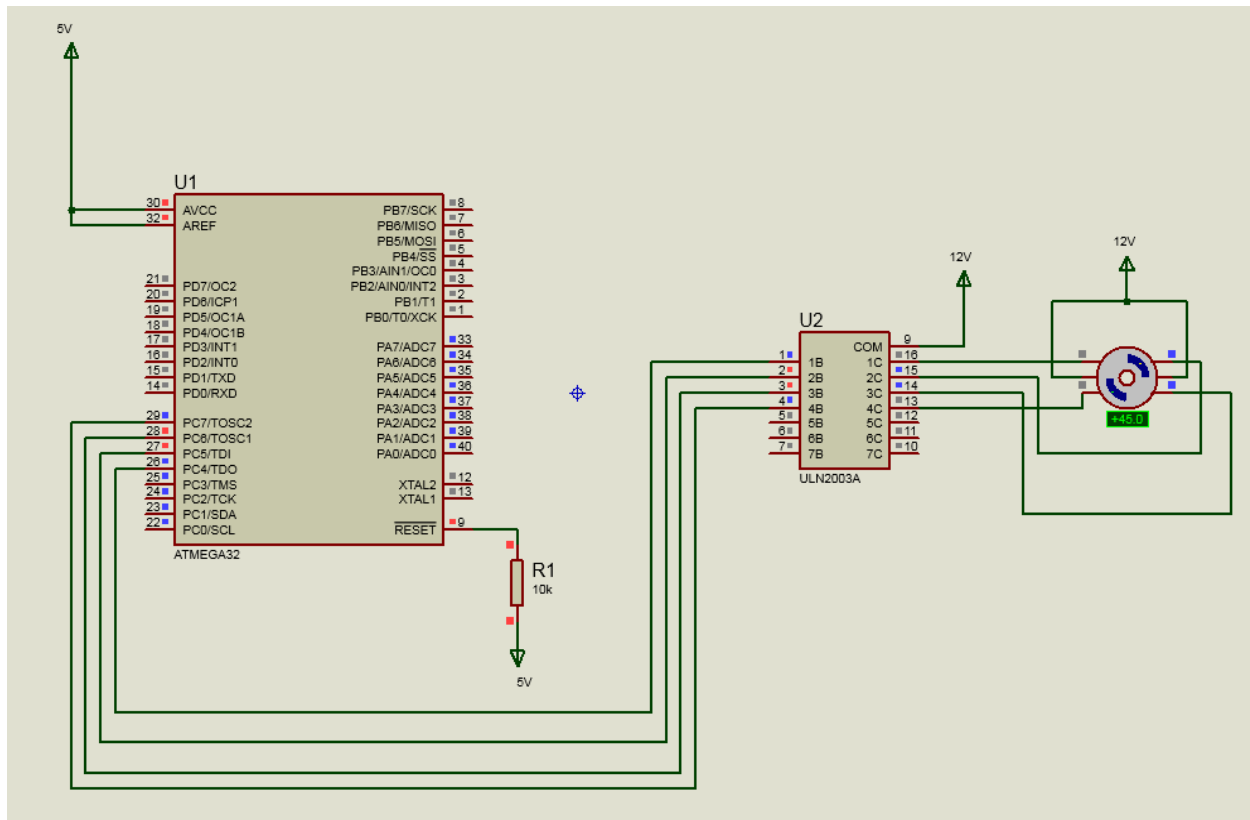 5V
U1
30 AVCC
32 AREF
21 PD7/OC2
20 PD6/ICP1
19 PD5/OC1A
18 PD4/OC1B
17 PD3/INT1
16 PD2/INT0
15 PD1/TXD
14 PD0/RXD
29 PC7/TOSC2
28 PC6/TOSC1
27 PC5/TDI
26 PC4/TDO
25 PC3/TMS
24 PC2/TCK
23 PC1/SDA
22 PC0/SCL
PB7/SCK 8
PB6/MISO 7
PB5/MOSI 6
PB4/SS 5
PB3/AIN1/OC0 4
PB2/AIN0/INT2 3
PB1/T1 2
PB0/T0/XCK 1
PA7/ADC7 33
PA6/ADC6 34
PA5/ADC5 35
PA4/ADC4 36
PA3/ADC3 37
PA2/ADC2 38
PA1/ADC1 39
PA0/ADC0 40
XTAL2 12
XTAL1 13
RESET 9
ATMEGA32
R1
10k
5V
12V
U2
1 1B
2 2B
3 3B
4 4B
5 5B
6 6B
7 7B
COM 9
1C 16
2C 15
3C 14
4C 13
5C 12
6C 11
7C 10
ULN2003A
12V
+45.0